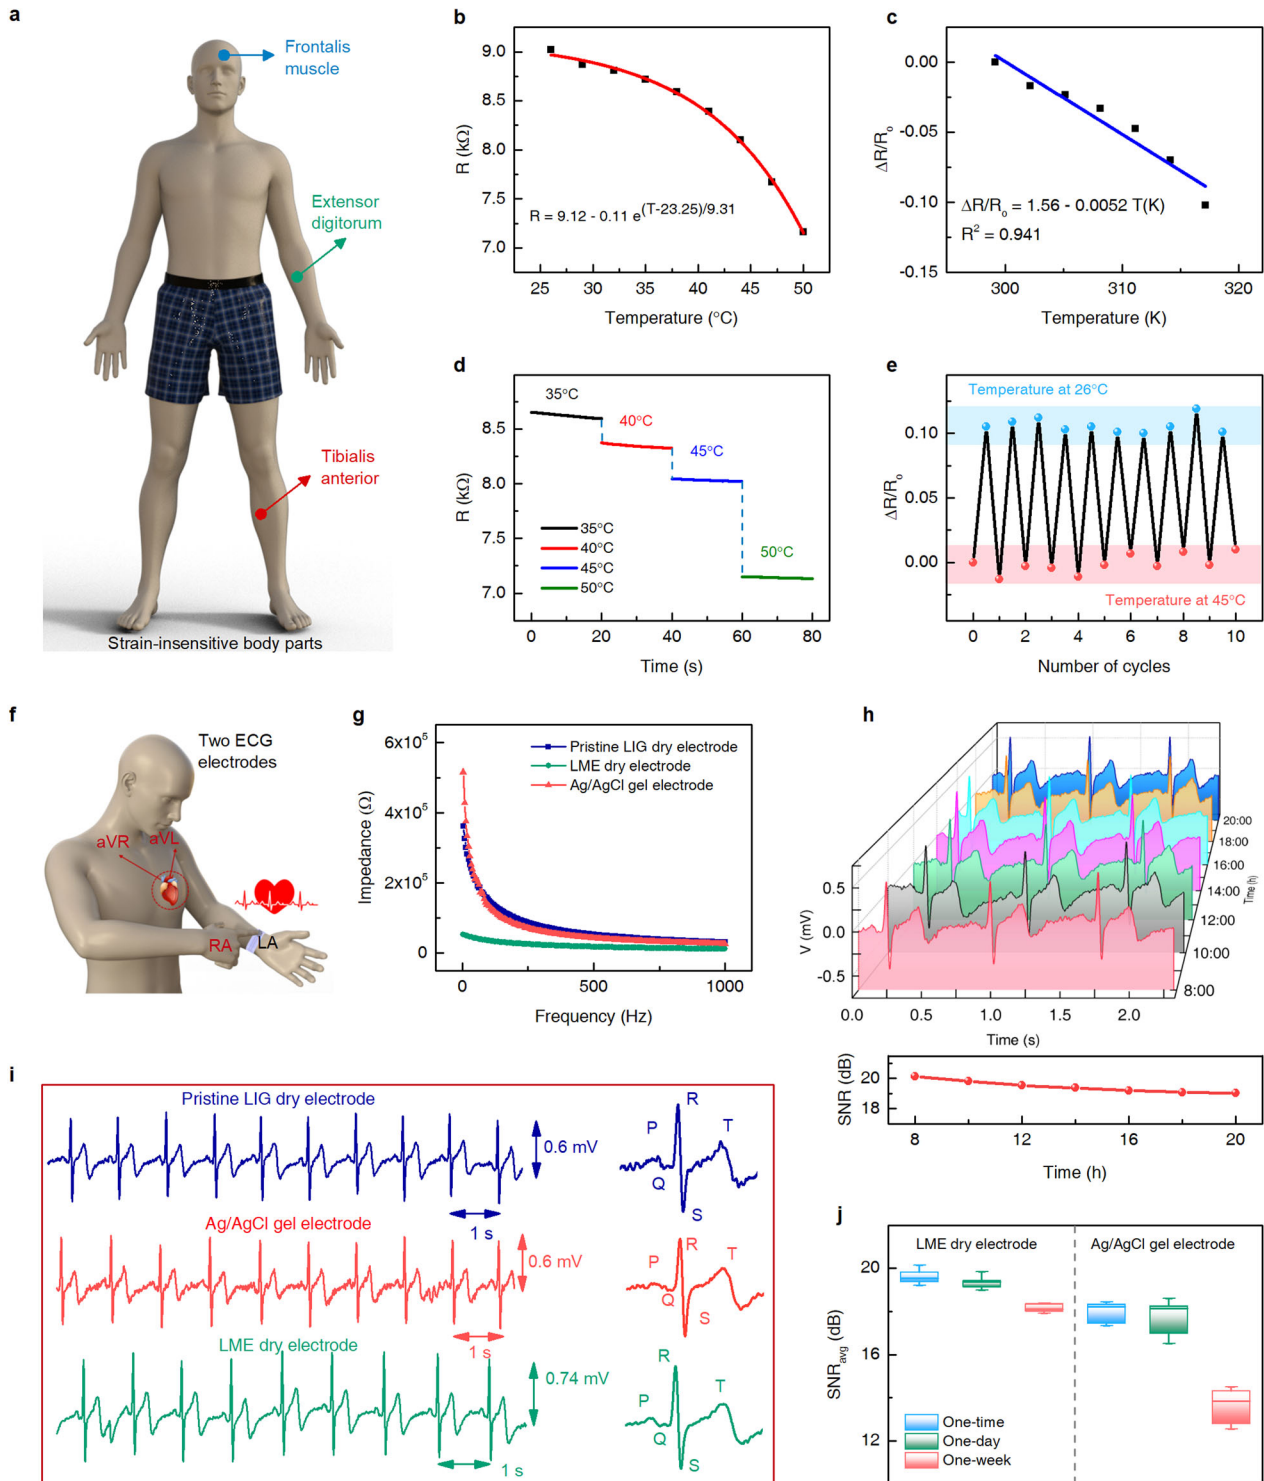 a
Frontalis
muscle
Extensor
digitorum
Tibialis
anterior
Strain-insensitive body parts
b
9.0
8.5
8.0
7.5
7.0
R (kΩ)
R = 9.12 - 0.11 e^(T-23.25)/9.31
25 30 35 40 45 50
Temperature (°C)
c
0.00
-0.05
-0.10
-0.15
ΔR/Rₒ
ΔR/Rₒ = 1.56 - 0.0052 T(K)
R² = 0.941
300 310 320
Temperature (K)
d
8.5
8.0
7.5
7.0
R (kΩ)
35°C
40°C
45°C
50°C
35°C
40°C
45°C
50°C
0 20 40 60 80
Time (s)
e
Temperature at 26°C
0.10
0.05
0.00
ΔR/Rₒ
Temperature at 45°C
0 2 4 6 8 10
Number of cycles
f
Two ECG
electrodes
aVR
aVL
RA
LA
g
6x10⁵
4x10⁵
2x10⁵
0
Impedance (Ω)
Pristine LIG dry electrode
LME dry electrode
Ag/AgCl gel electrode
0 500 1000
Frequency (Hz)
h
0.5
0.0
-0.5
V (mV)
20:00
18:00
16:00
14:00
12:00
10:00
8:00
Time (h)
0.0 0.5 1.0 1.5 2.0
Time (s)
20
18
SNR (dB)
8 12 16 20
Time (h)
i
Pristine LIG dry electrode
0.6 mV
1 s
P
Q
R
S
T
Ag/AgCl gel electrode
0.6 mV
1 s
P
Q
R
S
T
LME dry electrode
0.74 mV
1 s
P
Q
R
S
T
j
LME dry electrode
Ag/AgCl gel electrode
20
16
12
SNRavg (dB)
One-time
One-day
One-week